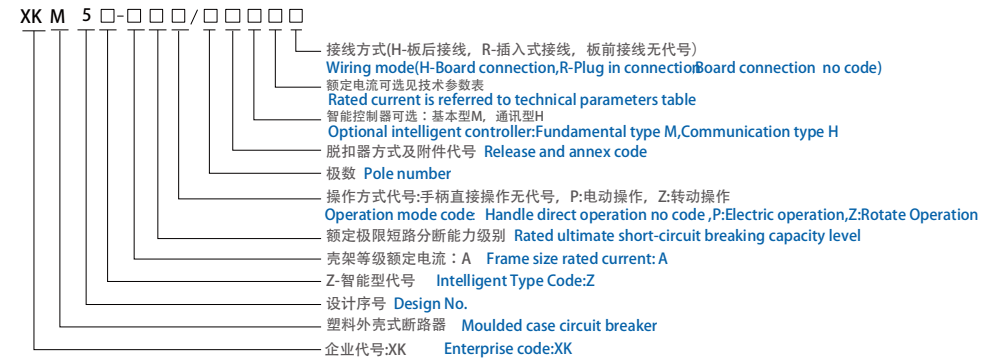 XK M 5 □-□□□/□□□□□
接线方式(H-板后接线，R-插入式接线，板前接线无代号)
Wiring mode(H-Board connection,R-Plug in connectionBoard connection no code)
额定电流可选见技术参数表
Rated current is referred to technical parameters table
智能控制器可选：基本型M，通讯型H
Optional intelligent controller:Fundamental type M,Communication type H
脱扣器方式及附件代号 Release and annex code
极数 Pole number
操作方式代号:手柄直接操作无代号，P:电动操作，Z:转动操作
Operation mode code: Handle direct operation no code ,P:Electric operation,Z:Rotate Operation
额定极限短路分断能力级别 Rated ultimate short-circuit breaking capacity level
壳架等级额定电流：A Frame size rated current: A
Z-智能型代号 Intelligent Type Code:Z
设计序号 Design No.
塑料外壳式断路器 Moulded case circuit breaker
企业代号:XK Enterprise code:XK